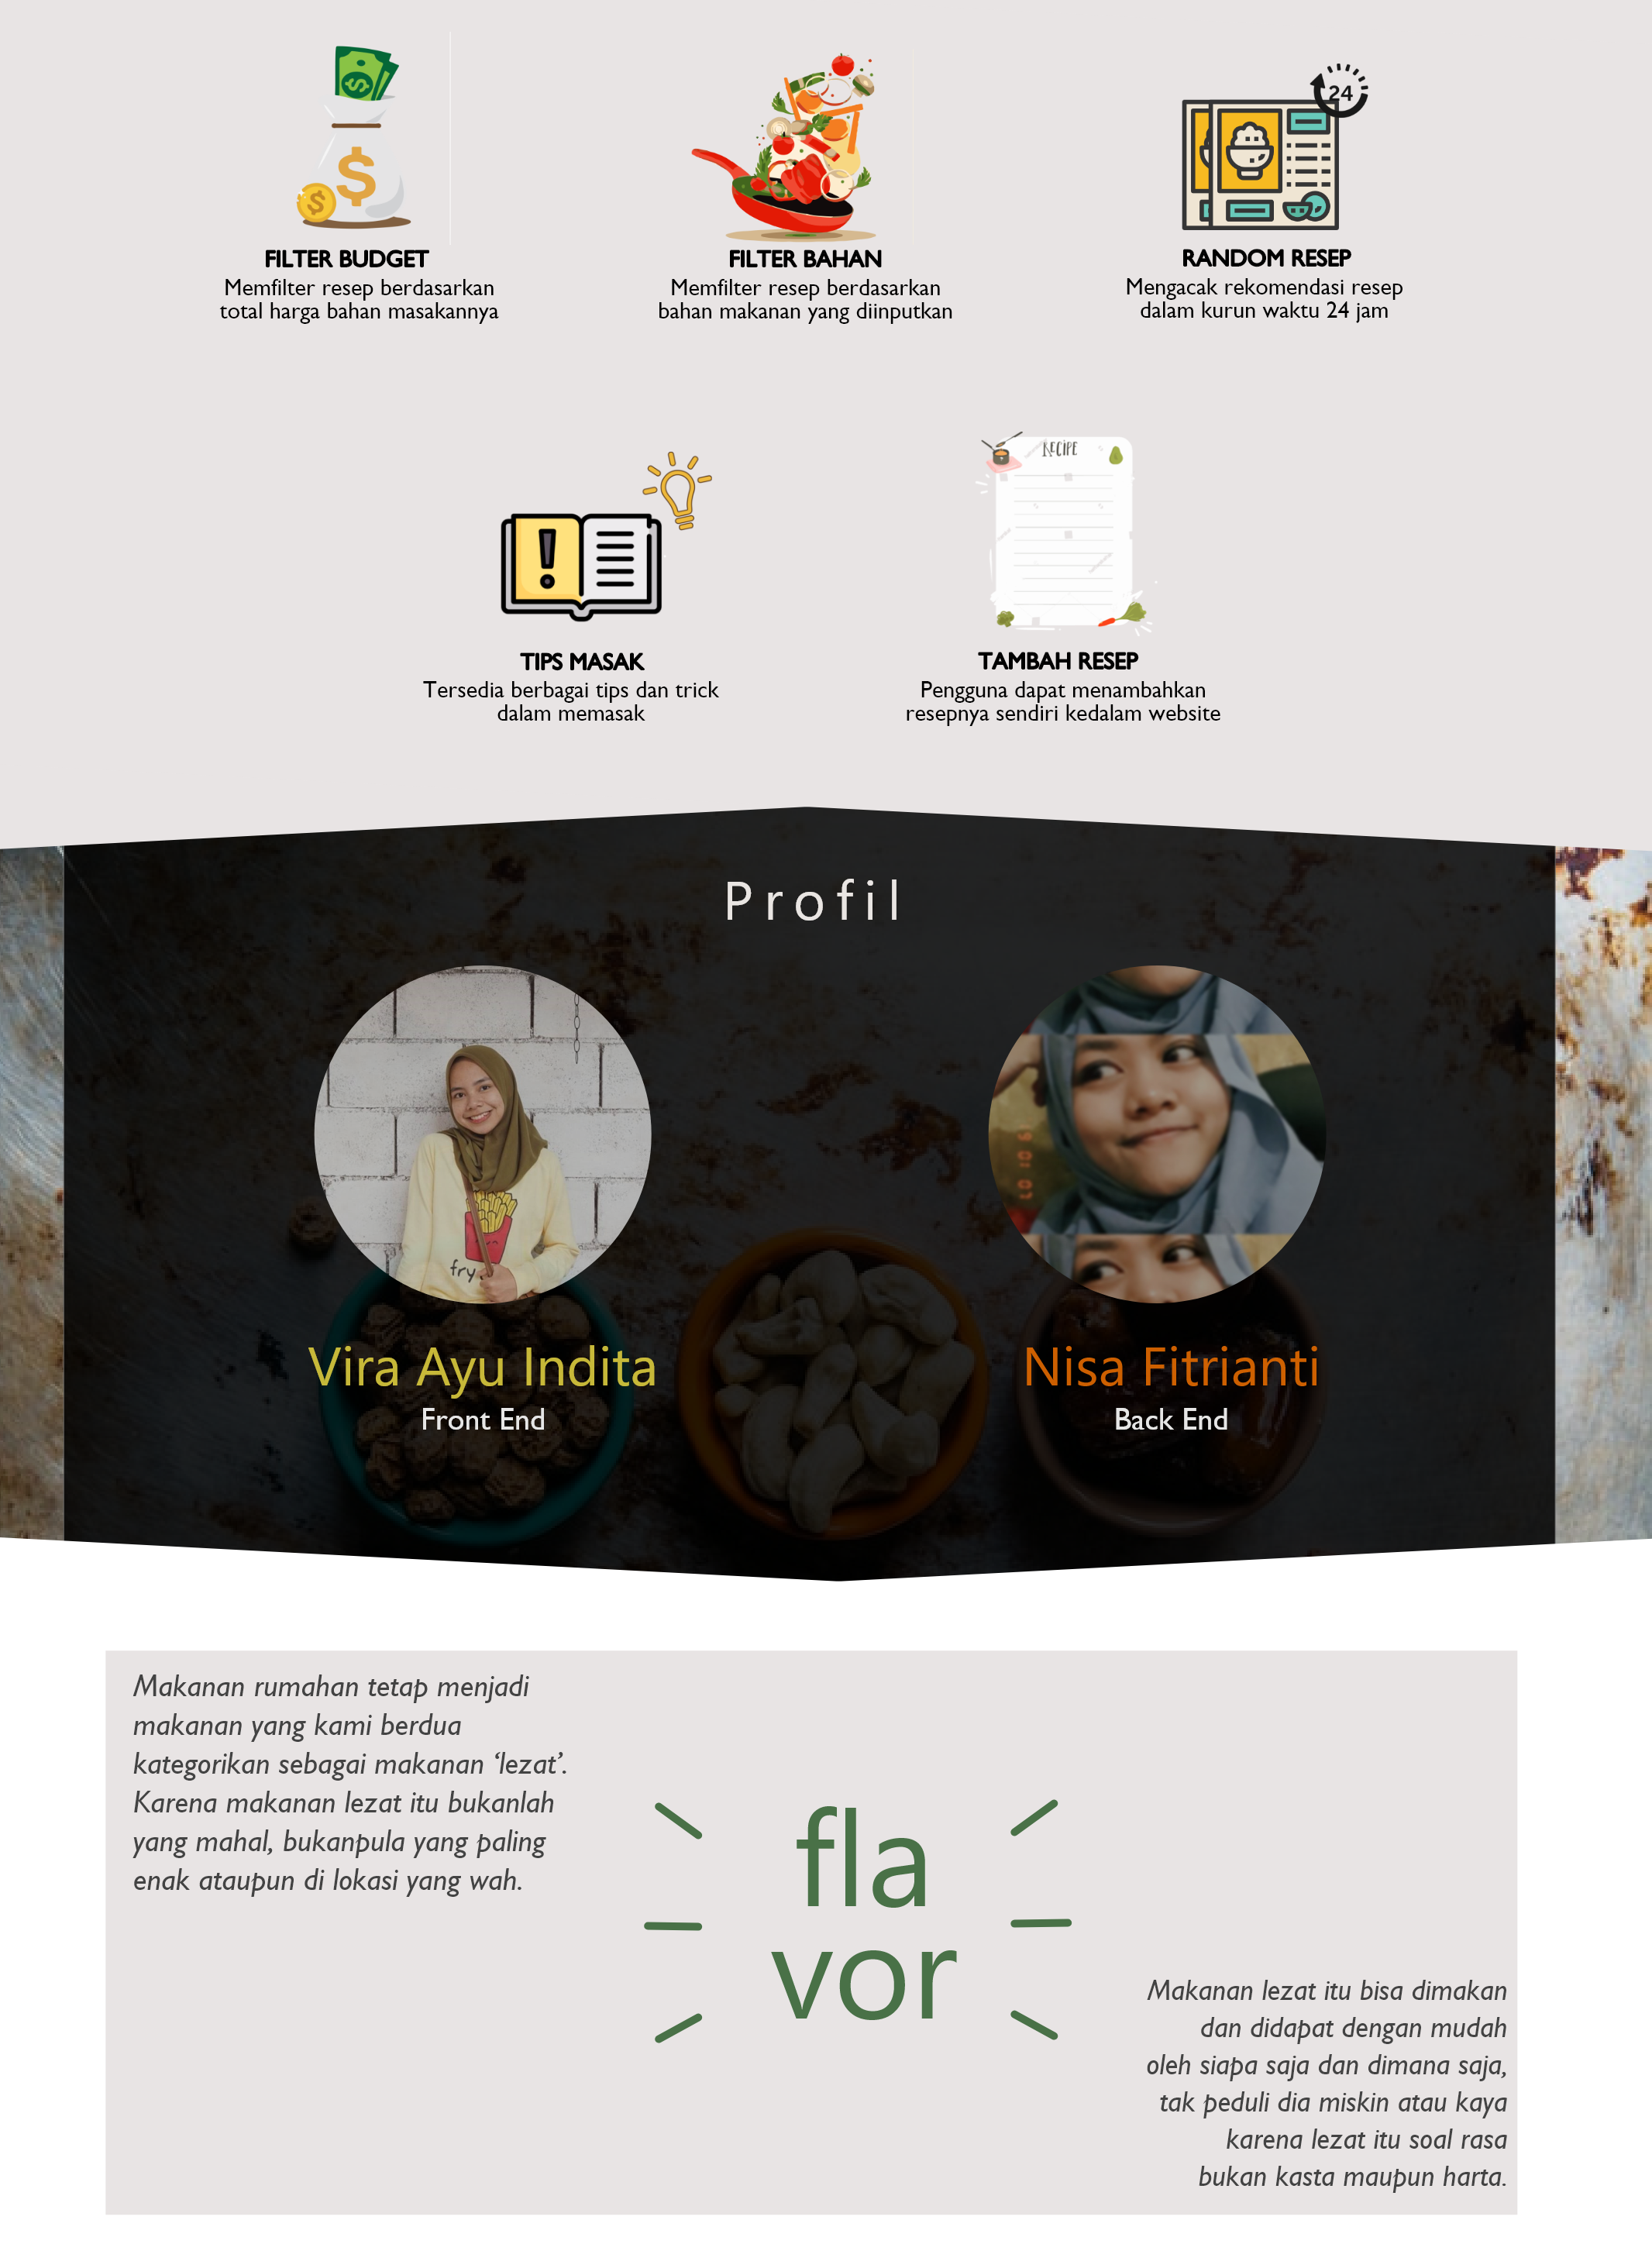 $
$
24
FILTER BUDGET
Memfilter resep berdasarkan
total harga bahan masakannya
FILTER BAHAN
Memfilter resep berdasarkan
bahan makanan yang diinputkan
RANDOM RESEP
Mengacak rekomendasi resep
dalam kurun waktu 24 jam
!
RECIPE
TIPS MASAK
Tersedia berbagai tips dan trick
dalam memasak
TAMBAH RESEP
Pengguna dapat menambahkan
resepnya sendiri kedalam website
Profil
fry
Vira Ayu Indita
Front End
Nisa Fitrianti
Back End
Makanan rumahan tetap menjadi
makanan yang kami berdua
kategorikan sebagai makanan ‘lezat’.
Karena makanan lezat itu bukanlah
yang mahal, bukanpula yang paling
enak ataupun di lokasi yang wah.
fla
vor
Makanan lezat itu bisa dimakan
dan didapat dengan mudah
oleh siapa saja dan dimana saja,
tak peduli dia miskin atau kaya
karena lezat itu soal rasa
bukan kasta maupun harta.